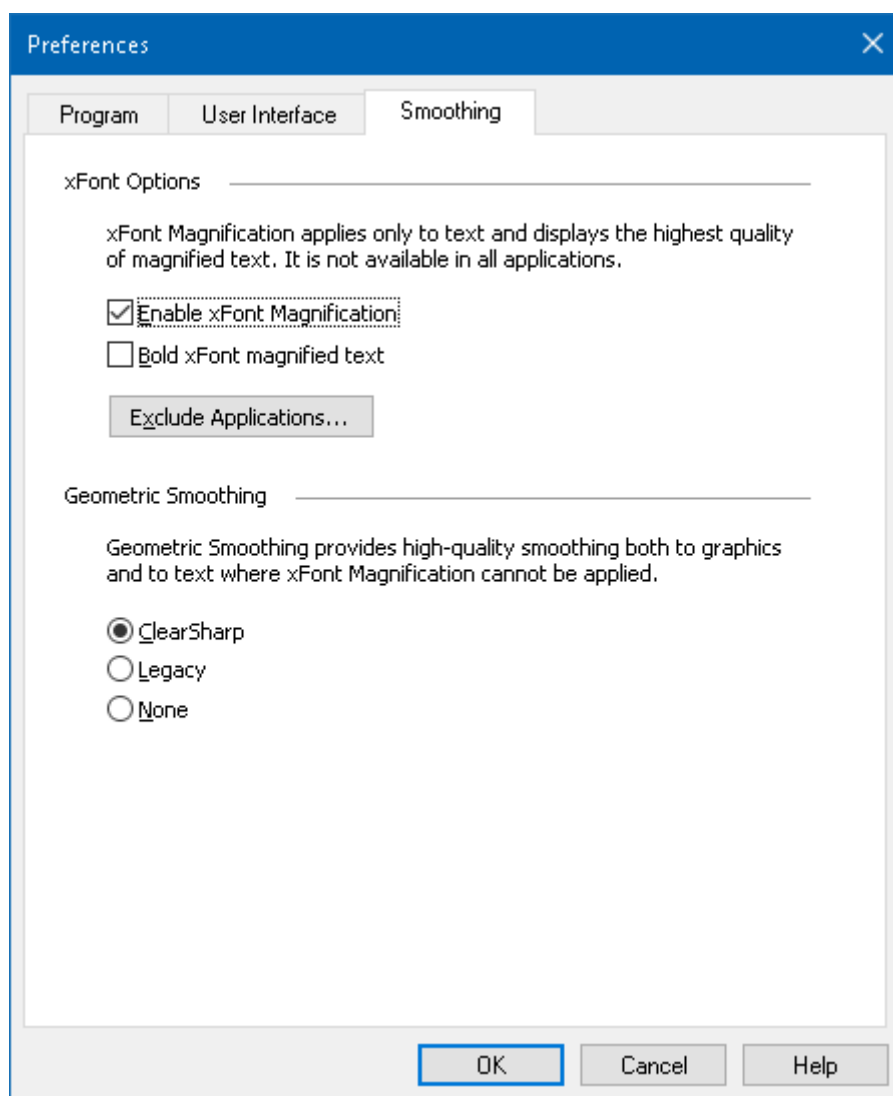 Preferences
Program
User Interface
Smoothing
xFont Options
xFont Magnification applies only to text and displays the highest quality
of magnified text. It is not available in all applications.
Enable xFont Magnification
Bold xFont magnified text
Exclude Applications...
Geometric Smoothing
Geometric Smoothing provides high-quality smoothing both to graphics
and to text where xFont Magnification cannot be applied.
ClearSharp
Legacy
None
OK
Cancel
Help